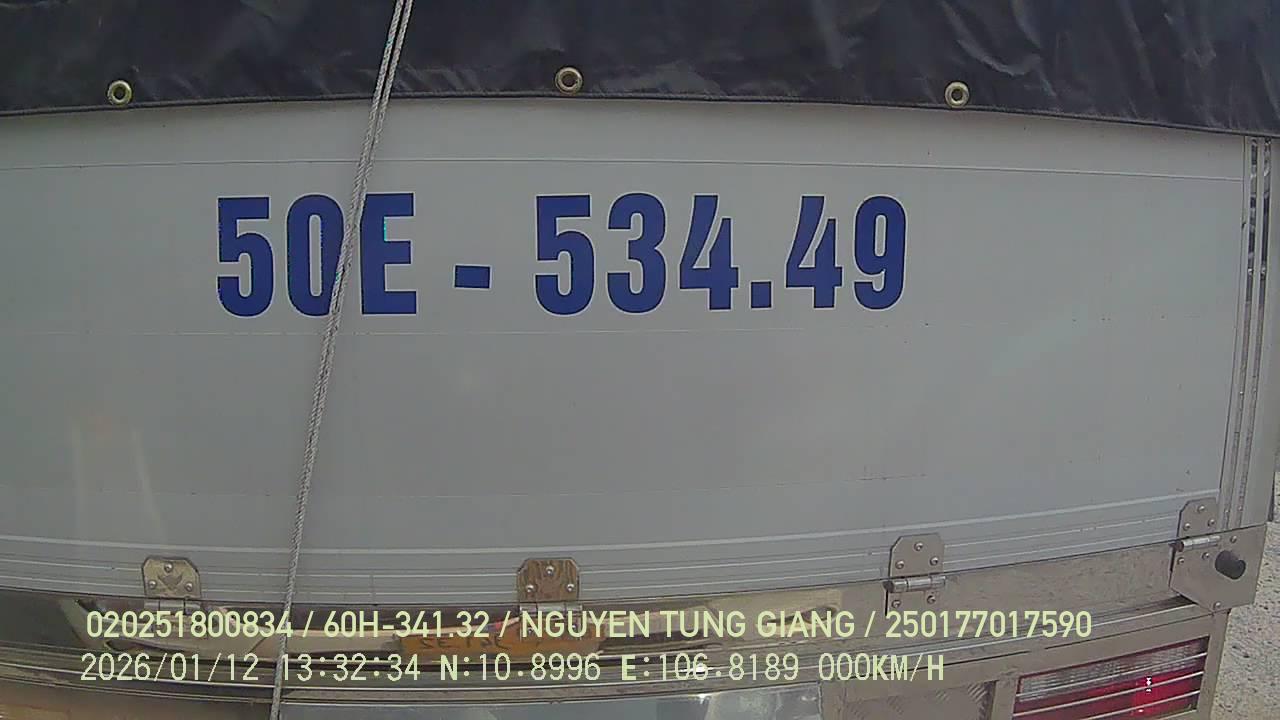 50E - 534.49
020251800834 / 60H-341.32 / NGUYEN TUNG GIANG / 250177017590
2026/01/12 13:32:34 N:10.8996 E:106.8189 000KM/H